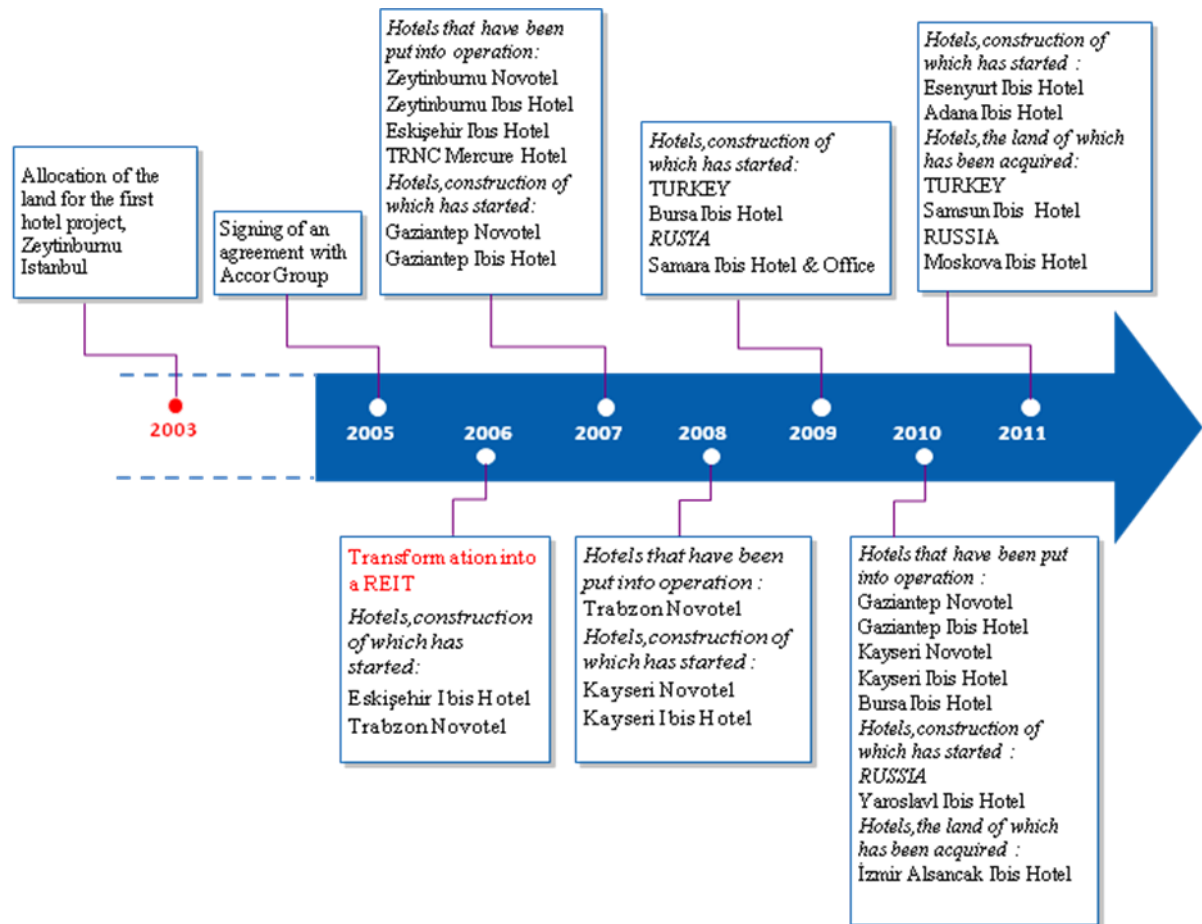 Allocation of the
land for the first
hotel project,
Zeytinburnu
Istanbul
Signing of an
agreement with
Accor Group
Hotels that have been
put into operation:
Zeytinburnu Novotel
Zeytinburnu Ibis Hotel
Eskişehir Ibis Hotel
TRNC Mercure Hotel
Hotels,construction of
which has started:
Gaziantep Novotel
Gaziantep Ibis Hotel
Hotels,construction of
which has started:
TURKEY
Bursa Ibis Hotel
RUSYA
Samara Ibis Hotel & Office
Hotels,construction of
which has started :
Esenyurt Ibis Hotel
Adana Ibis Hotel
Hotels,the land of which
has been acquired:
TURKEY
Samsun Ibis Hotel
RUSSIA
Moskova Ibis Hotel
2003
2005
2006
2007
2008
2009
2010
2011
Transformation into
a REIT
Hotels,construction
of which has
started:
Eskişehir Ibis Hotel
Trabzon Novotel
Hotels that have been
put into operation :
Trabzon Novotel
Hotels,construction of
which has started :
Kayseri Novotel
Kayseri Ibis Hotel
Hotels that have been put
into operation :
Gaziantep Novotel
Gaziantep Ibis Hotel
Kayseri Novotel
Kayseri Ibis Hotel
Bursa Ibis Hotel
Hotels,construction of
which has started :
RUSSIA
Yaroslavl Ibis Hotel
Hotels,the land of which
has been acquired :
İzmir Alsancak Ibis Hotel